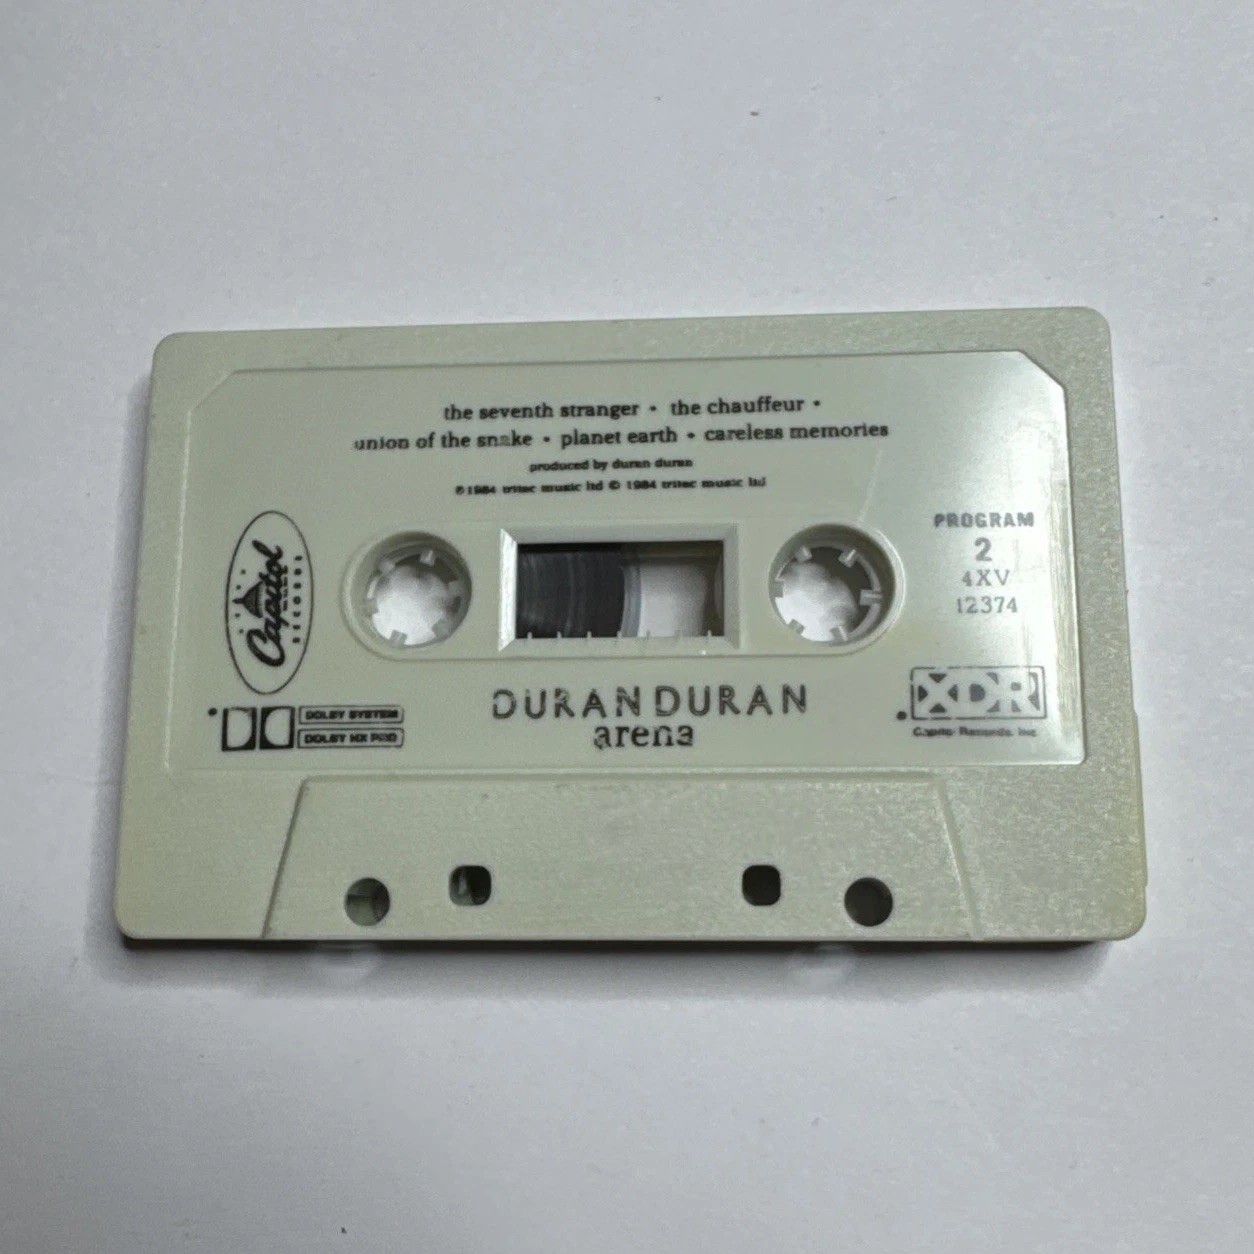 the seventh stranger • the chauffeur •
union of the snake • planet earth • careless memories
produced by duran duran
℗ 1984 tritec music ltd © 1984 tritec music ltd
Capitol
RECORDS
PROGRAM
2
4XV
12374
DURAN DURAN
arena
DOLBY SYSTEM
DOLBY HX PRO
XDR
Capitol Records, Inc.